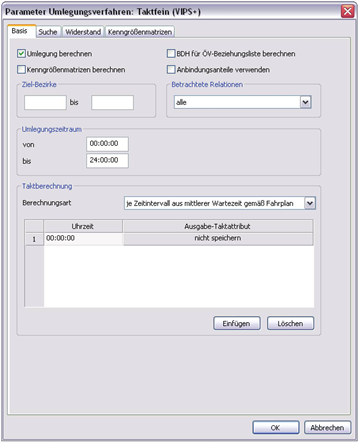 Parameter Umlegungsverfahren: Taktfein (VIPS+)
Basis Suche Widerstand Kenngrößenmatrizen
Umlegung berechnen BDH für ÖV-Beziehungsliste berechnen
Kenngrößenmatrizen berechnen Anbindungsanteile verwenden
Ziel-Bezirke Betrachtete Relationen
bis alle
Umlegungszeitraum
von 00:00:00
bis 24:00:00
Taktberechnung
Berechnungsart je Zeitintervall aus mittlerer Wartezeit gemäß Fahrplan
Uhrzeit Ausgabe-Taktattribut
1 00:00:00 nicht speichern
Einfügen Löschen
OK Abbrechen